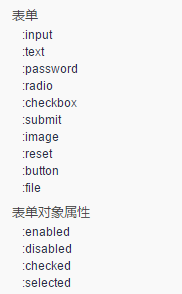 表单
:input
:text
:password
:radio
:checkbox
:submit
:image
:reset
:button
:file
表单对象属性
:enabled
:disabled
:checked
:selected